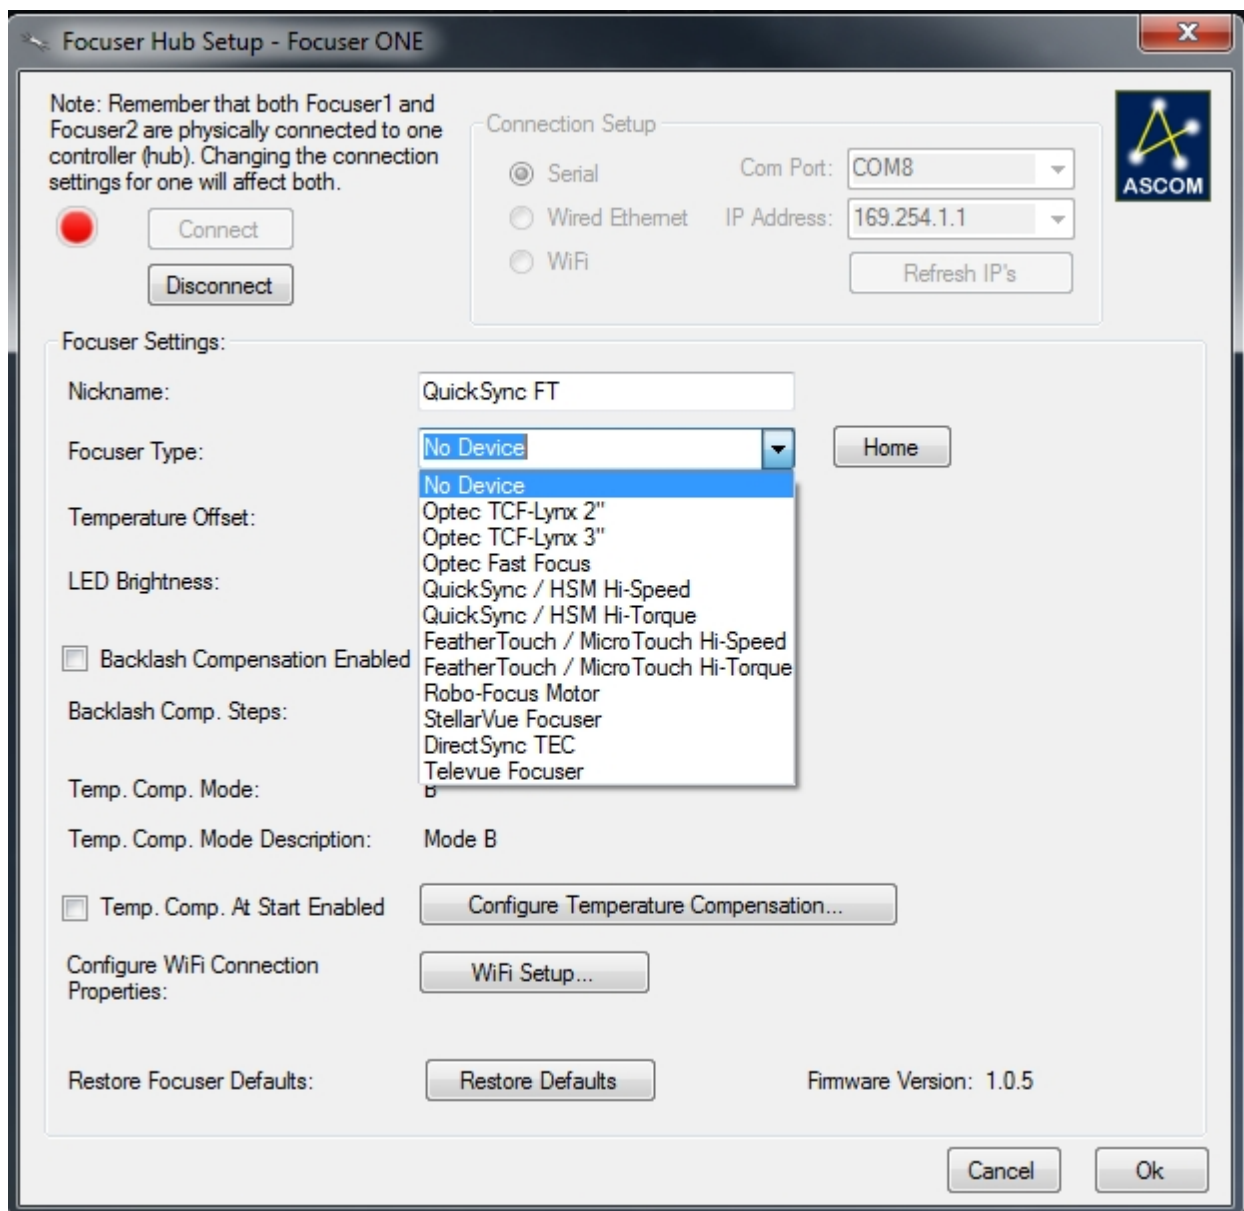 Focuser Hub Setup - Focuser ONE
X
Note: Remember that both Focuser1 and
Focuser2 are physically connected to one
controller (hub). Changing the connection
settings for one will affect both.
Connect
Disconnect
Connection Setup
Serial
Com Port:
COM8
Wired Ethernet
IP Address:
169.254.1.1
WiFi
Refresh IP's
ASCOM
Focuser Settings:
Nickname:
QuickSync FT
Focuser Type:
No Device
Home
No Device
Optec TCF-Lynx 2"
Optec TCF-Lynx 3"
Optec Fast Focus
QuickSync / HSM Hi-Speed
QuickSync / HSM Hi-Torque
FeatherTouch / MicroTouch Hi-Speed
FeatherTouch / MicroTouch Hi-Torque
Robo-Focus Motor
StellarVue Focuser
DirectSync TEC
Televue Focuser
Temperature Offset:
LED Brightness:
Backlash Compensation Enabled
Backlash Comp. Steps:
Temp. Comp. Mode:
B
Temp. Comp. Mode Description:
Mode B
Temp. Comp. At Start Enabled
Configure Temperature Compensation...
Configure WiFi Connection
Properties:
WiFi Setup...
Restore Focuser Defaults:
Restore Defaults
Firmware Version: 1.0.5
Cancel
Ok